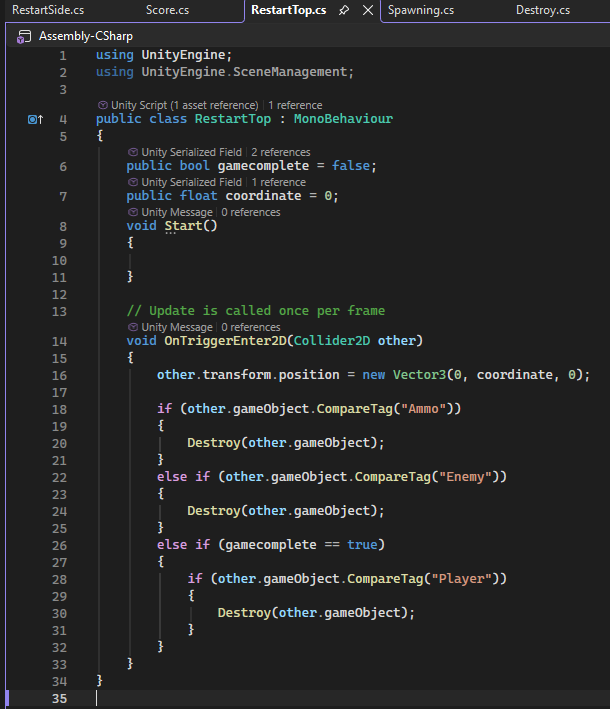 RestartSide.cs Score.cs RestartTop.cs Spawning.cs Destroy.cs
Assembly-CSharp
1 using UnityEngine;
2 using UnityEngine.SceneManagement;
3
Unity Script (1 asset reference) | 1 reference
4 public class RestartTop : MonoBehaviour
5 {
Unity Serialized Field | 2 references
6 public bool gamecomplete = false;
Unity Serialized Field | 1 reference
7 public float coordinate = 0;
Unity Message | 0 references
8 void Start()
9 {
10
11 }
12
13 // Update is called once per frame
Unity Message | 0 references
14 void OnTriggerEnter2D(Collider2D other)
15 {
16 other.transform.position = new Vector3(0, coordinate, 0);
17
18 if (other.gameObject.CompareTag("Ammo"))
19 {
20 Destroy(other.gameObject);
21 }
22 else if (other.gameObject.CompareTag("Enemy"))
23 {
24 Destroy(other.gameObject);
25 }
26 else if (gamecomplete == true)
27 {
28 if (other.gameObject.CompareTag("Player"))
29 {
30 Destroy(other.gameObject);
31 }
32 }
33 }
34 }
35